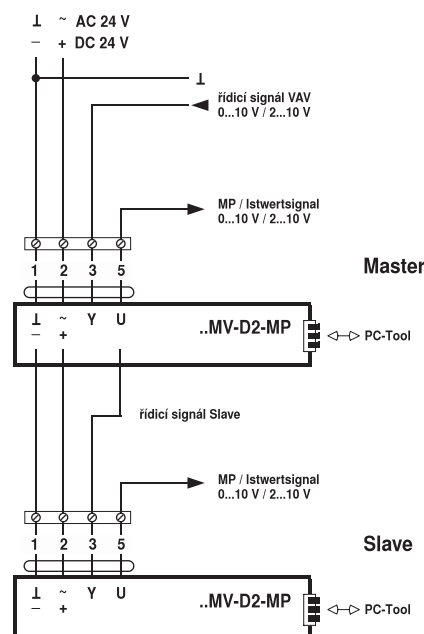 ⊥ ~ AC 24 V
– + DC 24 V
⊥
řídicí signál VAV
0...10 V / 2...10 V
MP / Istwertsignal
0...10 V / 2...10 V
1 2 3 5
Master
⊥ ~ Y U
– +
..MV-D2-MP
PC-Tool
řídicí signál Slave
MP / Istwertsignal
0...10 V / 2...10 V
1 2 3 5
Slave
⊥ ~ Y U
– +
..MV-D2-MP
PC-Tool